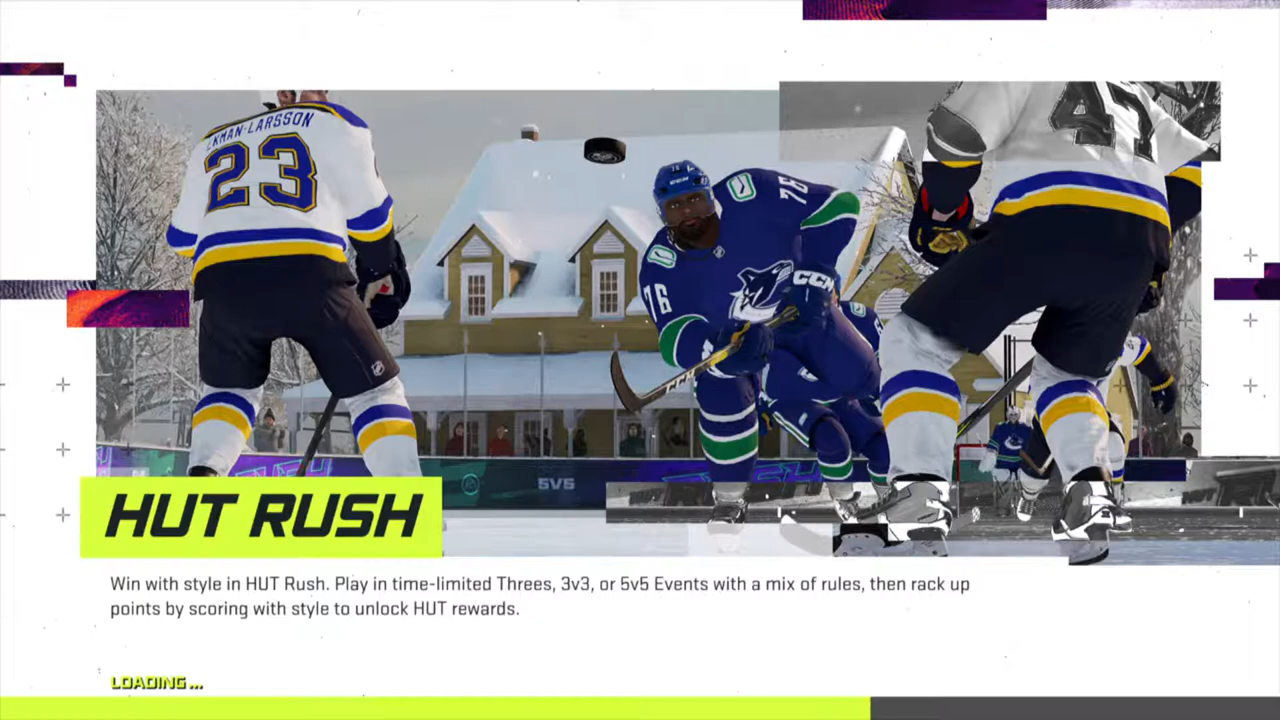 47
23
76
76
CCM
5V5
HUT RUSH
Win with style in HUT Rush. Play in time-limited Threes, 3v3, or 5v5 Events with a mix of rules, then rack up
points by scoring with style to unlock HUT rewards.
LOADING...